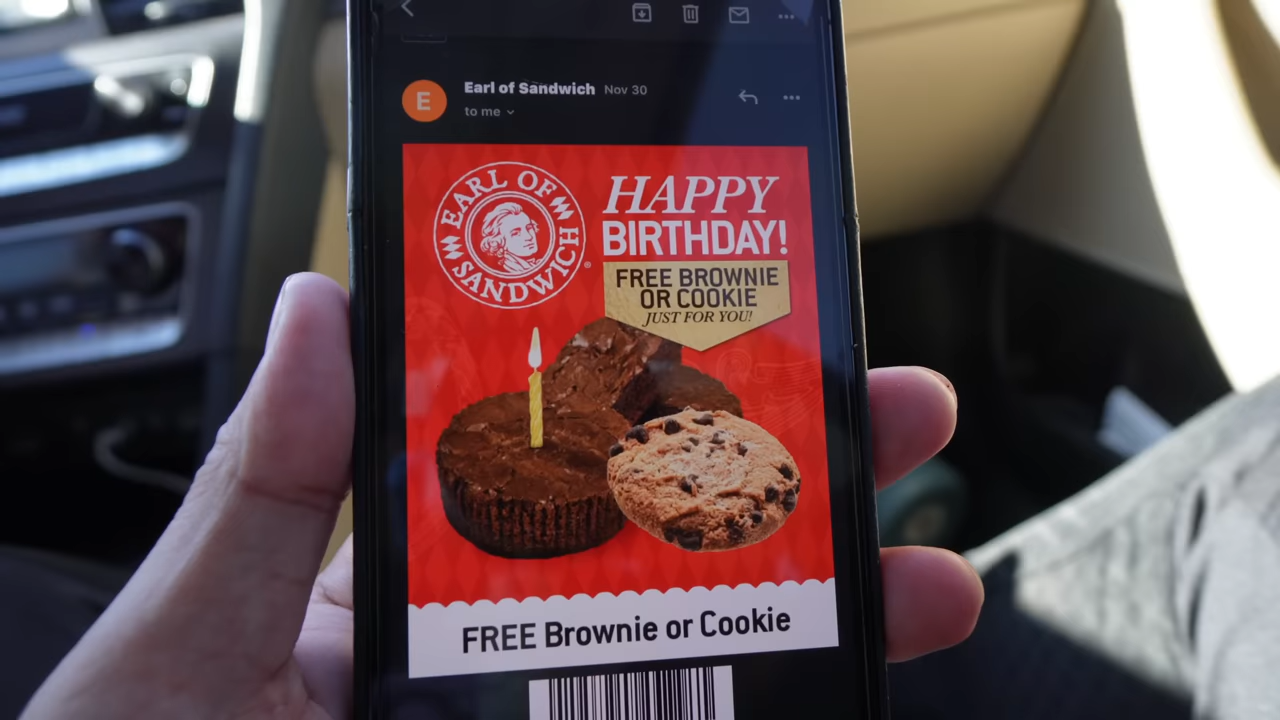 Earl of Sandwich Nov 30
E
to me
EARL OF
SANDWICH
®
HAPPY
BIRTHDAY!
FREE BROWNIE
OR COOKIE
JUST FOR YOU!
FREE Brownie or Cookie